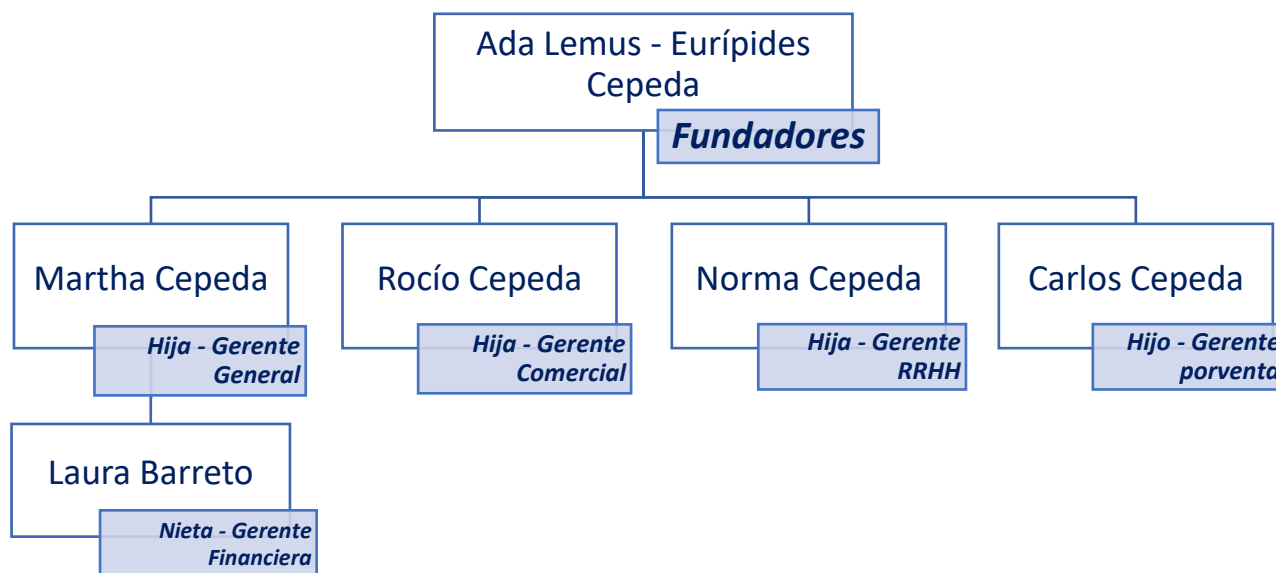 Ada Lemus - Eurípides
Cepeda
Fundadores
Martha Cepeda
Hija - Gerente
General
Rocío Cepeda
Hija - Gerente
Comercial
Norma Cepeda
Hija - Gerente
RRHH
Carlos Cepeda
Hijo - Gerente
porventa
Laura Barreto
Nieta - Gerente
Financiera